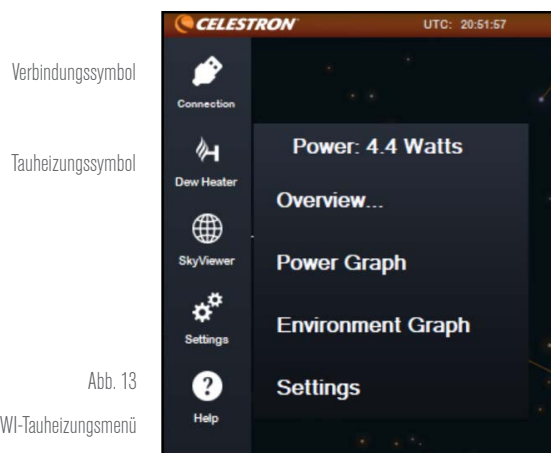 CELESTRON UTC: 20:51:57
Verbindungssymbol
Connection
Tauheizungssymbol
Dew Heater
SkyViewer
Settings
Help
Power: 4.4 Watts
Overview...
Power Graph
Environment Graph
Settings
Abb. 13
WI-Tauheizungsmenü